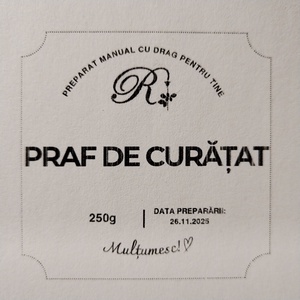 PREPARAT MANUAL CU DRAG PENTRU TINE
R
PRAF DE CURĂȚAT
250g
DATA PREPARĂRII:
26.11.2025
Mulțumesc!♡